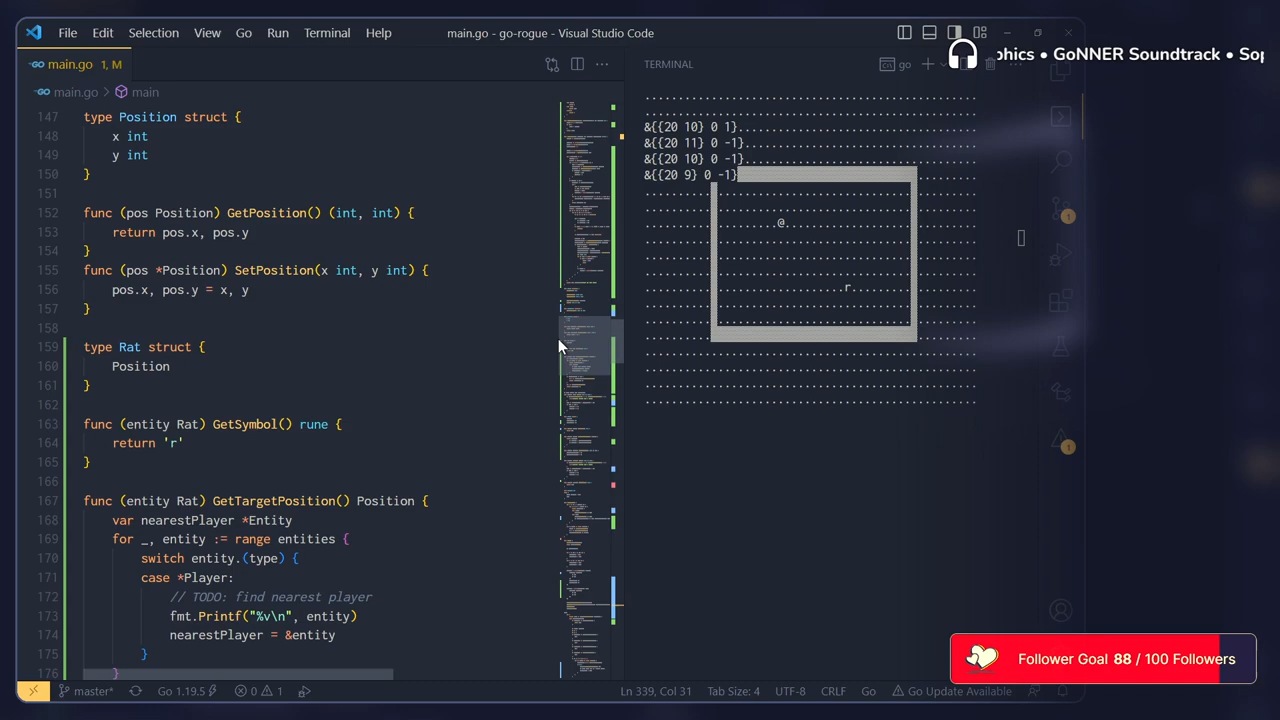 File Edit Selection View Go Run Terminal Help
main.go - go-rogue - Visual Studio Code
main.go 1, M
main.go > main
147 type Position struct {
148 x int
149 y int
150 }
151
152 func (pos Position) GetPosition() (int, int) {
153 return pos.x, pos.y
154 }
155 func (pos *Position) SetPosition(x int, y int) {
156 pos.x, pos.y = x, y
157 }
158
159 type Rat struct {
160 Position
161 }
162
163 func (entity Rat) GetSymbol() rune {
164 return 'r'
165 }
166
167 func (entity Rat) GetTargetPosition() Position {
168 var nearestPlayer *Entity
169 for _, entity := range entities {
170 switch entity.(type) {
171 case *Player:
172 // TODO: find nearest player
173 fmt.Printf("%v\n", entity)
174 nearestPlayer = &entity
175 }
176 }
TERMINAL
go
&{{20 10} 0 1}
&{{20 11} 0 -1}
&{{20 10} 0 -1}
&{{20 9} 0 -1}
@
r
phics • GoNNER Soundtrack • Sop
1
1
Follower Goal 88 / 100 Followers
master*
Go 1.19.5
0 1
Ln 339, Col 31
Tab Size: 4
UTF-8
CRLF
Go
Go Update Available